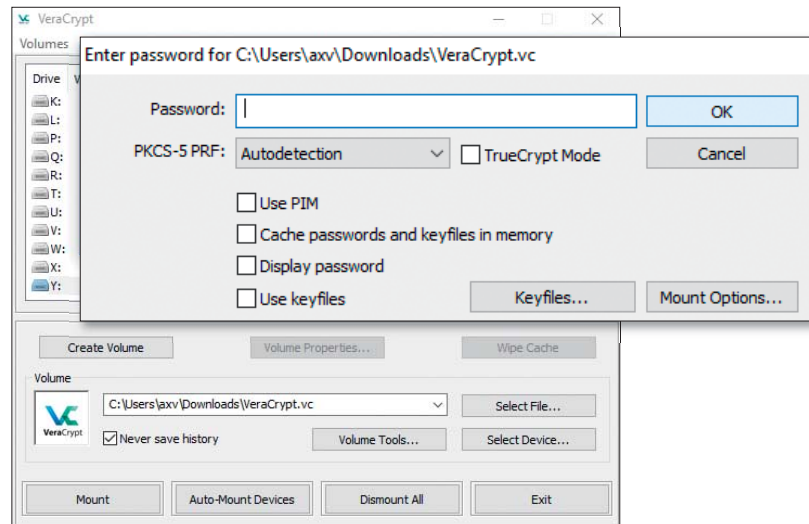 VeraCrypt
Volumes
Enter password for C:\Users\axv\Downloads\VeraCrypt.vc
Drive
K:
L:
P:
Q:
R:
T:
U:
V:
W:
X:
Y:
Password:
OK
PKCS-5 PRF: Autodetection TrueCrypt Mode Cancel
Use PIM
Cache passwords and keyfiles in memory
Display password
Use keyfiles Keyfiles... Mount Options...
Create Volume Volume Properties... Wipe Cache
Volume
VeraCrypt
C:\Users\axv\Downloads\VeraCrypt.vc Select File...
Never save history Volume Tools... Select Device...
Mount Auto-Mount Devices Dismount All Exit